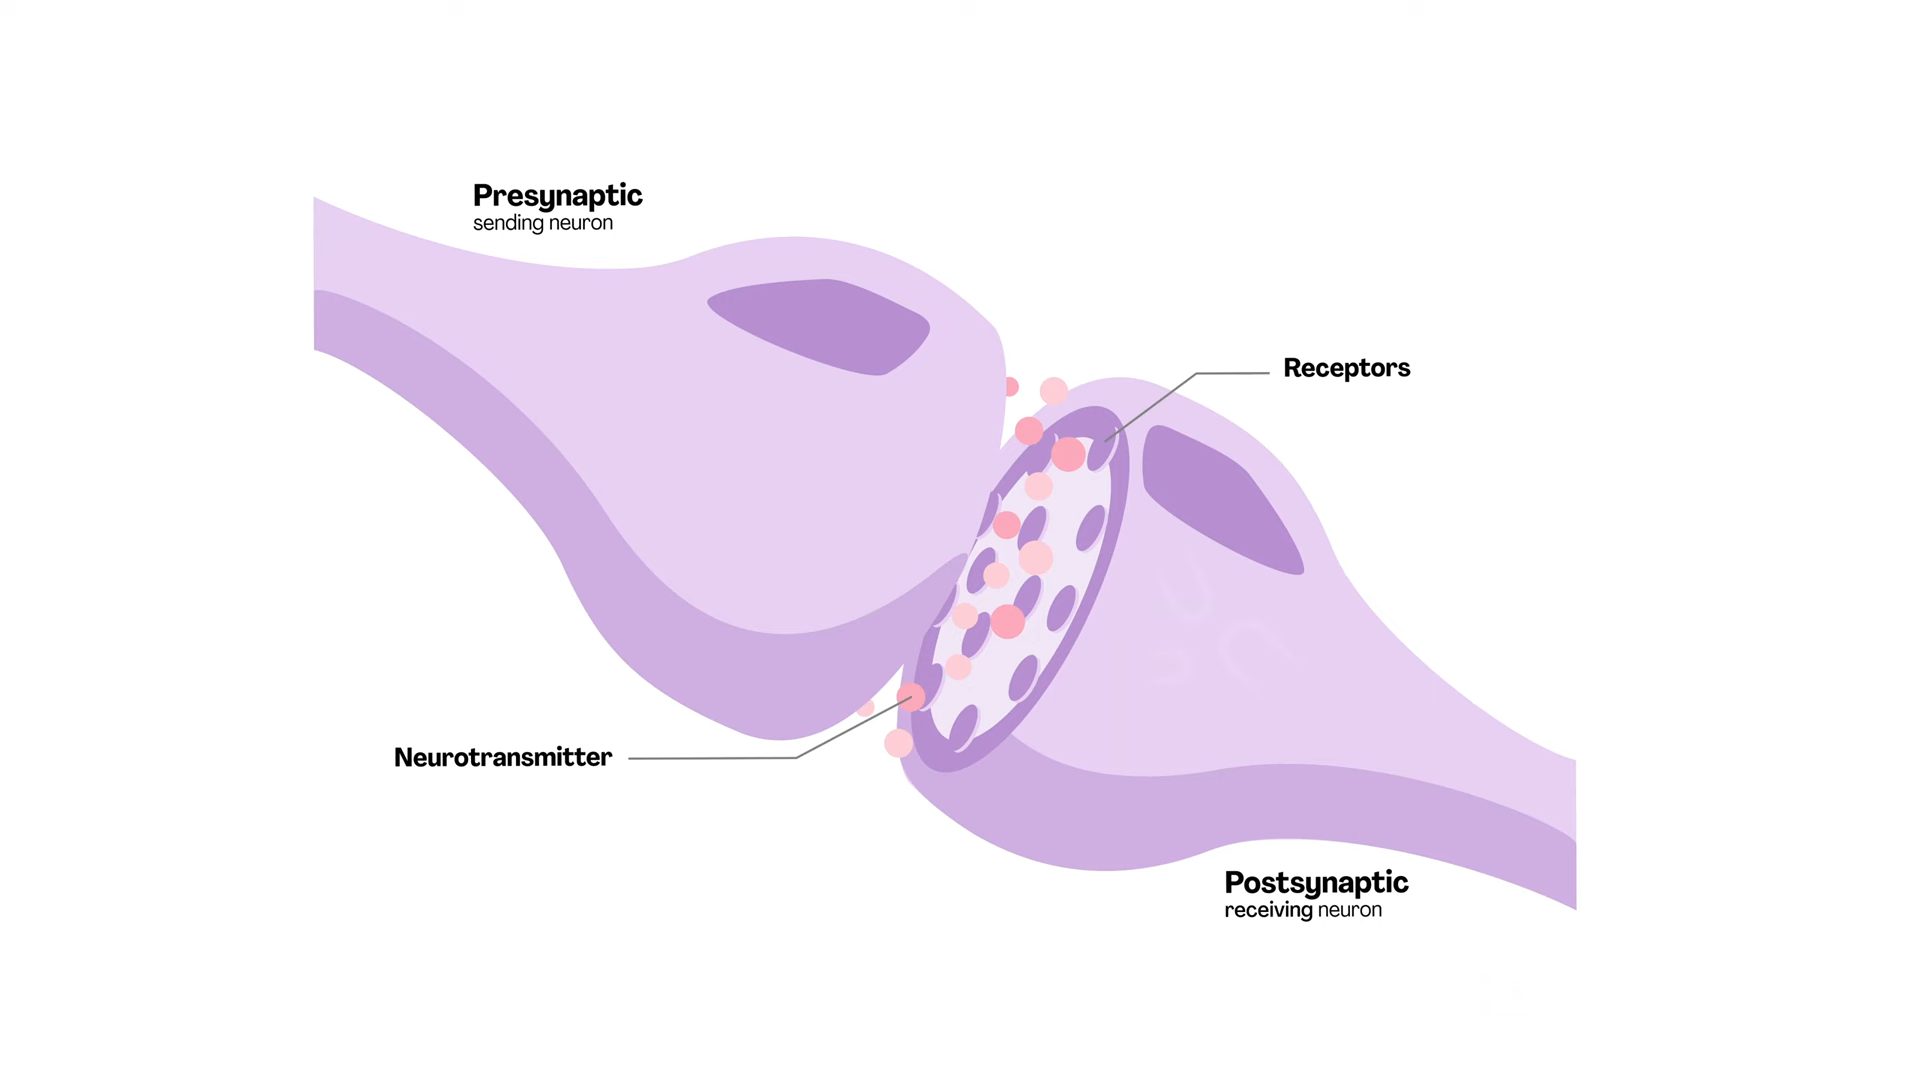 Presynaptic
sending neuron
Receptors
Neurotransmitter
Postsynaptic
receiving neuron